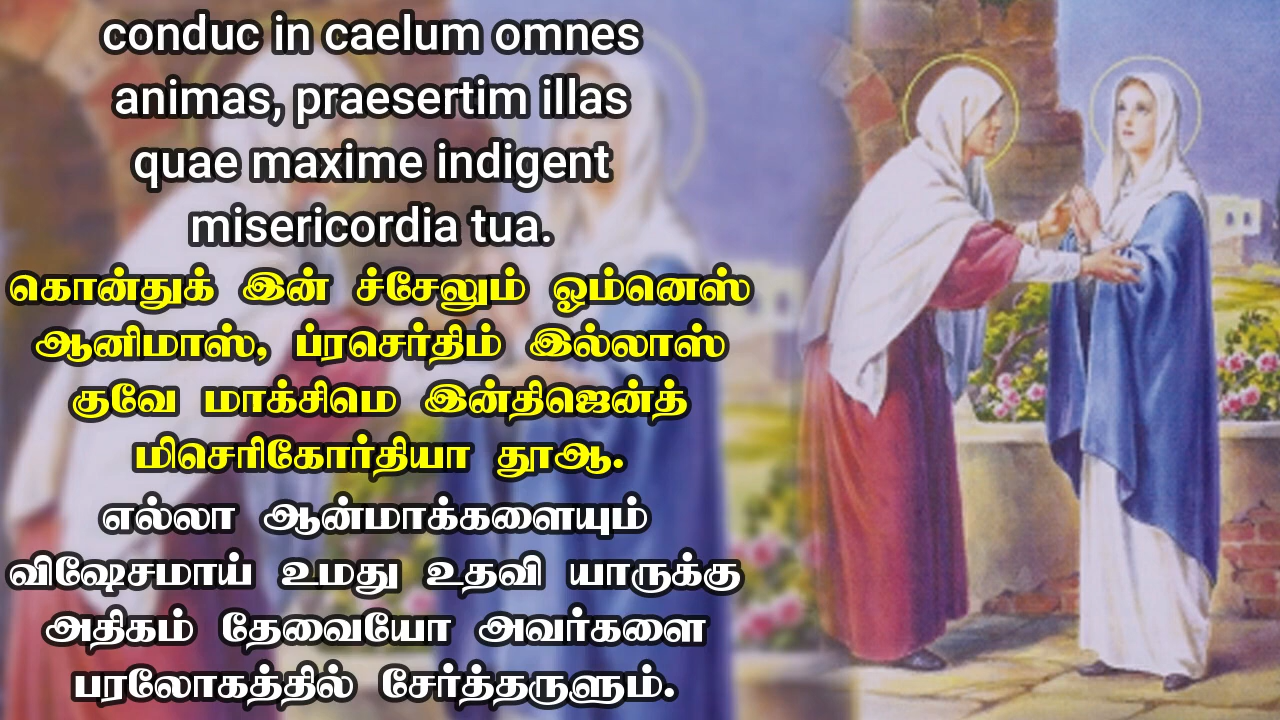 conduc in caelum omnes
animas, praesertim illas
quae maxime indigent
misericordia tua.
கொன்துக் இன் ச்சேலும் ஓம்னெஸ்
ஆனிமாஸ், ப்ரசெர்திம் இல்லாஸ்
குவே மாக்சிமெ இன்திஜென்த்
மிசெரிகோர்தியா தூஆ.
எல்லா ஆன்மாக்களையும்
விஷேசமாய் உமது உதவி யாருக்கு
அதிகம் தேவையோ அவர்களை
பரலோகத்தில் சேர்த்தருளும்.